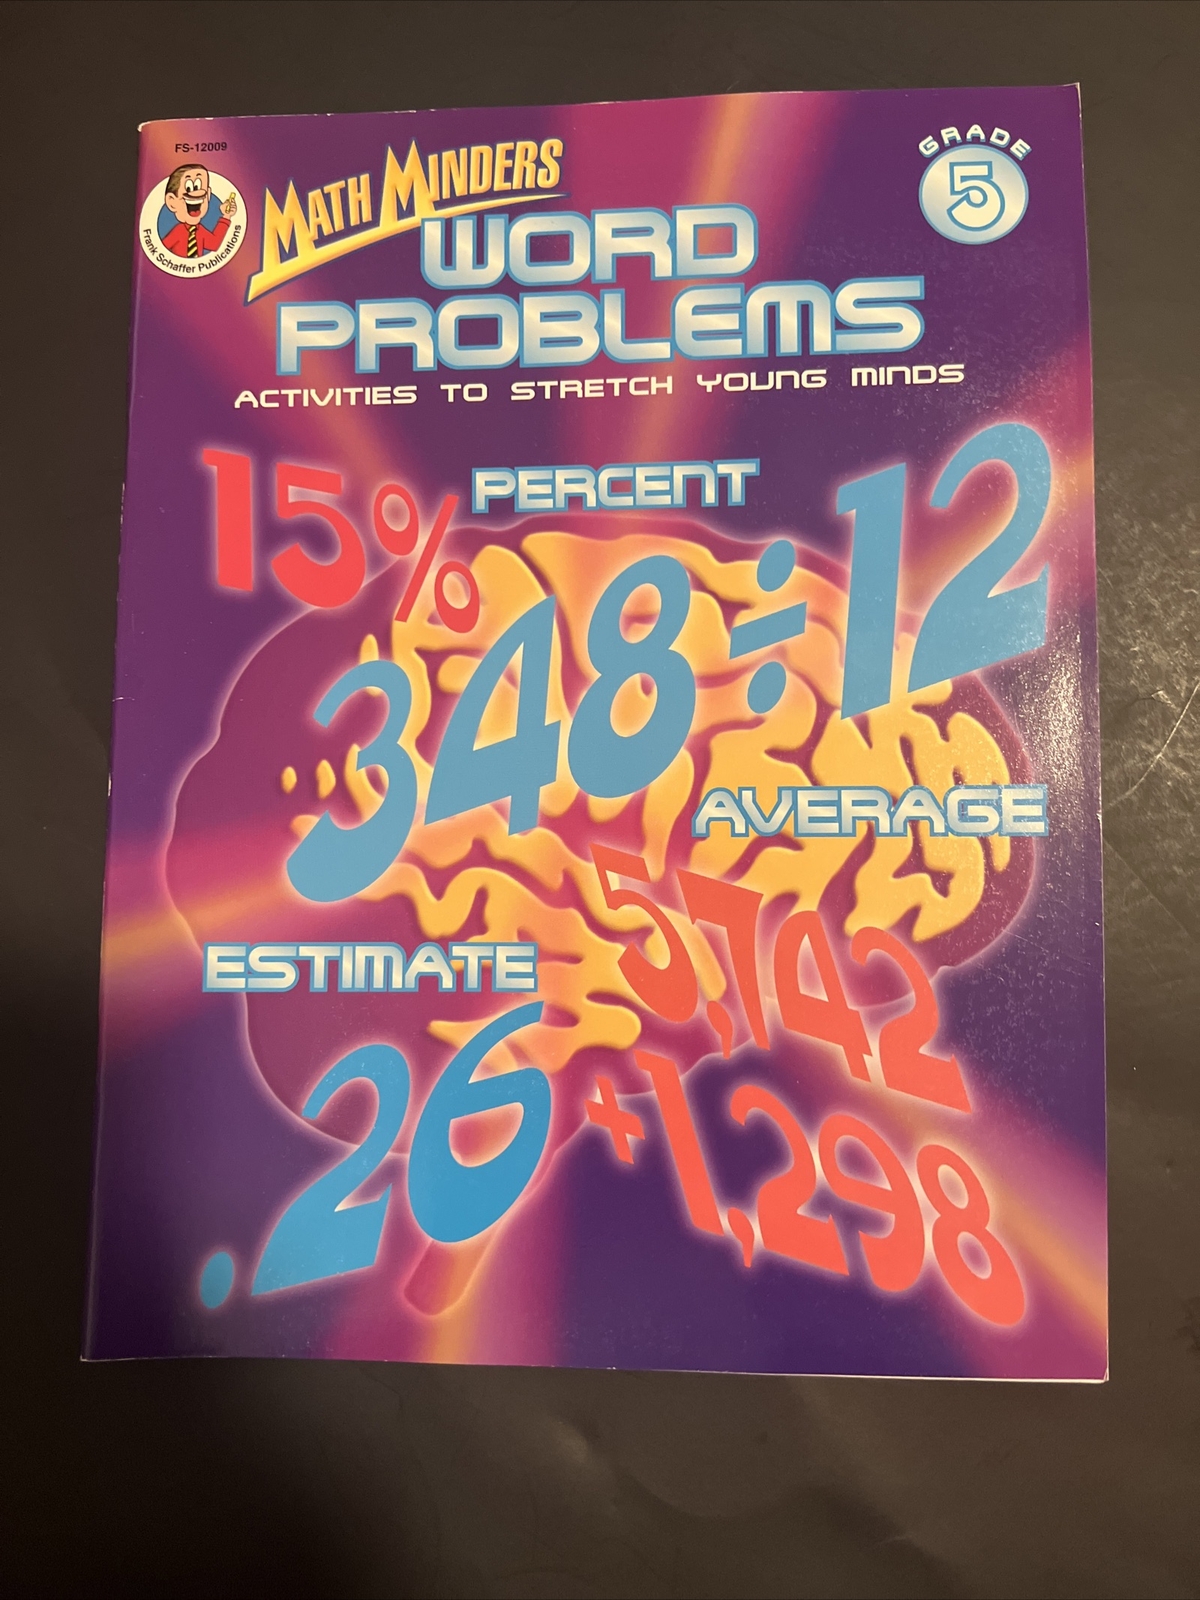 FS-12009
Frank Schaffer Publications
GRADE
5
MATH MINDERS
WORD
PROBLEMS
ACTIVITIES TO STRETCH YOUNG MINDS
15%
PERCENT
348÷12
AVERAGE
5,742
+1,298
ESTIMATE
.26